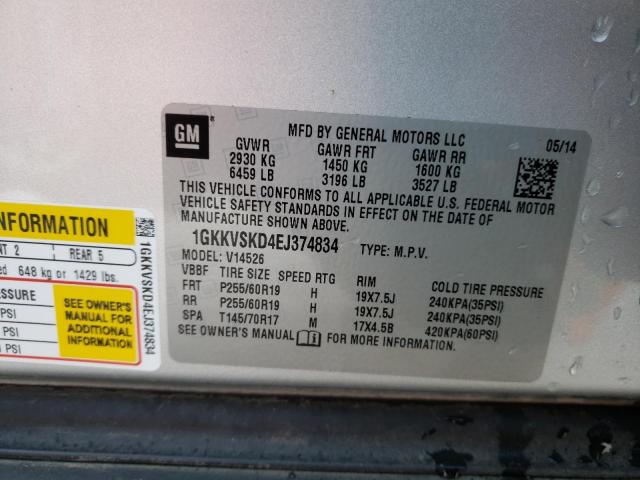 GM
MFD BY GENERAL MOTORS LLC 05/14
GVWR GAWR FRT GAWR RR
2930 KG 1450 KG 1600 KG
6459 LB 3196 LB 3527 LB
THIS VEHICLE CONFORMS TO ALL APPLICABLE U.S. FEDERAL MOTOR
VEHICLE SAFETY STANDARDS IN EFFECT ON THE DATE OF
MANUFACTURE SHOWN ABOVE.
1GKKVSKD4EJ374834 TYPE: M.P.V.
MODEL: V14526
VBBF TIRE SIZE SPEED RTG RIM COLD TIRE PRESSURE
FRT P255/60R19 H 19X7.5J 240KPA(35PSI)
RR P255/60R19 H 19X7.5J 240KPA(35PSI)
SPA T145/70R17 M 17X4.5B 420KPA(60PSI)
SEE OWNER'S MANUAL FOR MORE INFORMATION.
INFORMATION
2 REAR 5
648 kg or 1429 lbs.
SEE OWNER'S
MANUAL FOR
ADDITIONAL
INFORMATION
PSI
PSI
PSI
1GKKVSKD4EJ374834